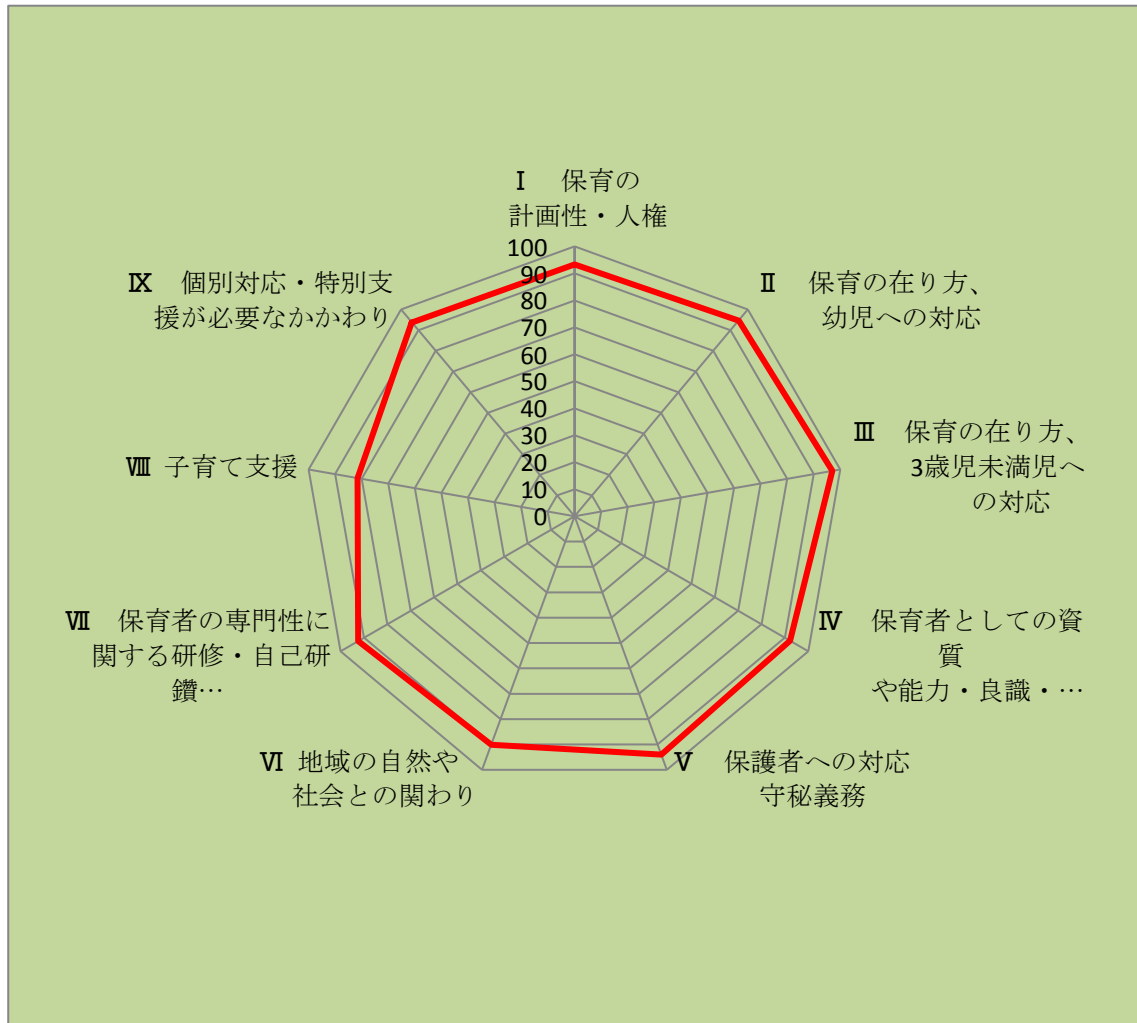 Ⅰ　保育の
計画性・人権
Ⅱ　保育の在り方、
幼児への対応
Ⅲ　保育の在り方、
3歳児未満児へ
の対応
Ⅳ　保育者としての資
質
や能力・良識・…
Ⅴ　保護者への対応
守秘義務
Ⅵ 地域の自然や
社会との関わり
Ⅶ　保育者の専門性に
関する研修・自己研
鑽…
Ⅷ 子育て支援
Ⅸ　個別対応・特別支
援が必要なかかわり
100
90
80
70
60
50
40
30
20
10
0